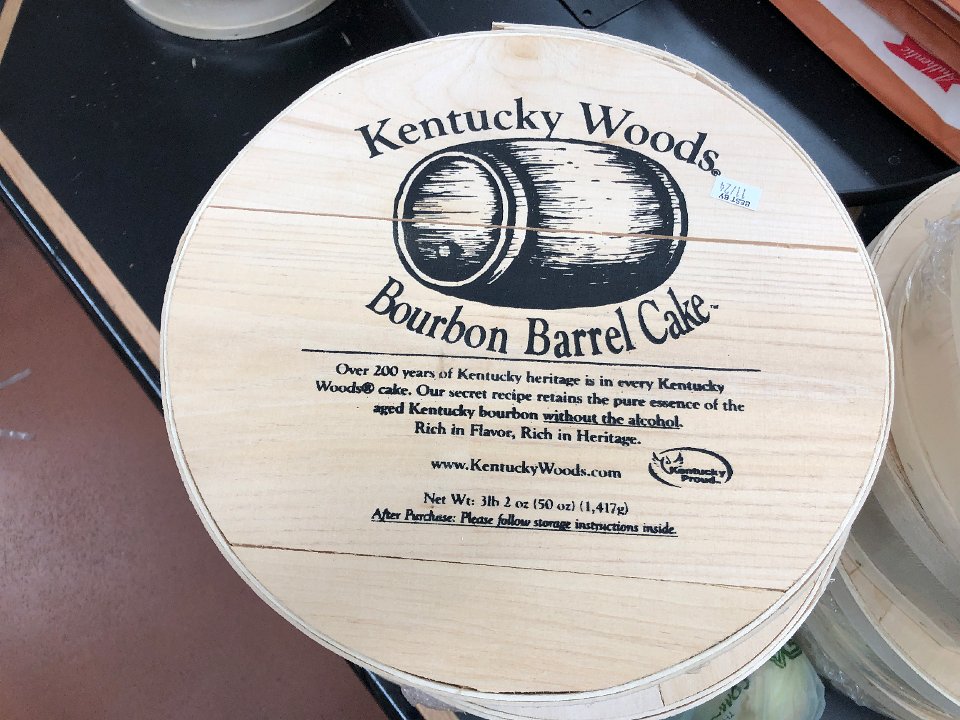 Kentucky Woods®
BEST BY
11/24
Bourbon Barrel Cake™
Over 200 years of Kentucky heritage is in every Kentucky
Woods® cake. Our secret recipe retains the pure essence of the
aged Kentucky bourbon without the alcohol.
Rich in Flavor, Rich in Heritage.
www.KentuckyWoods.com
Kentucky
Proud™
Net Wt: 3lb 2 oz (50 oz) (1,417g)
After Purchase: Please follow storage instructions inside.
Authentic